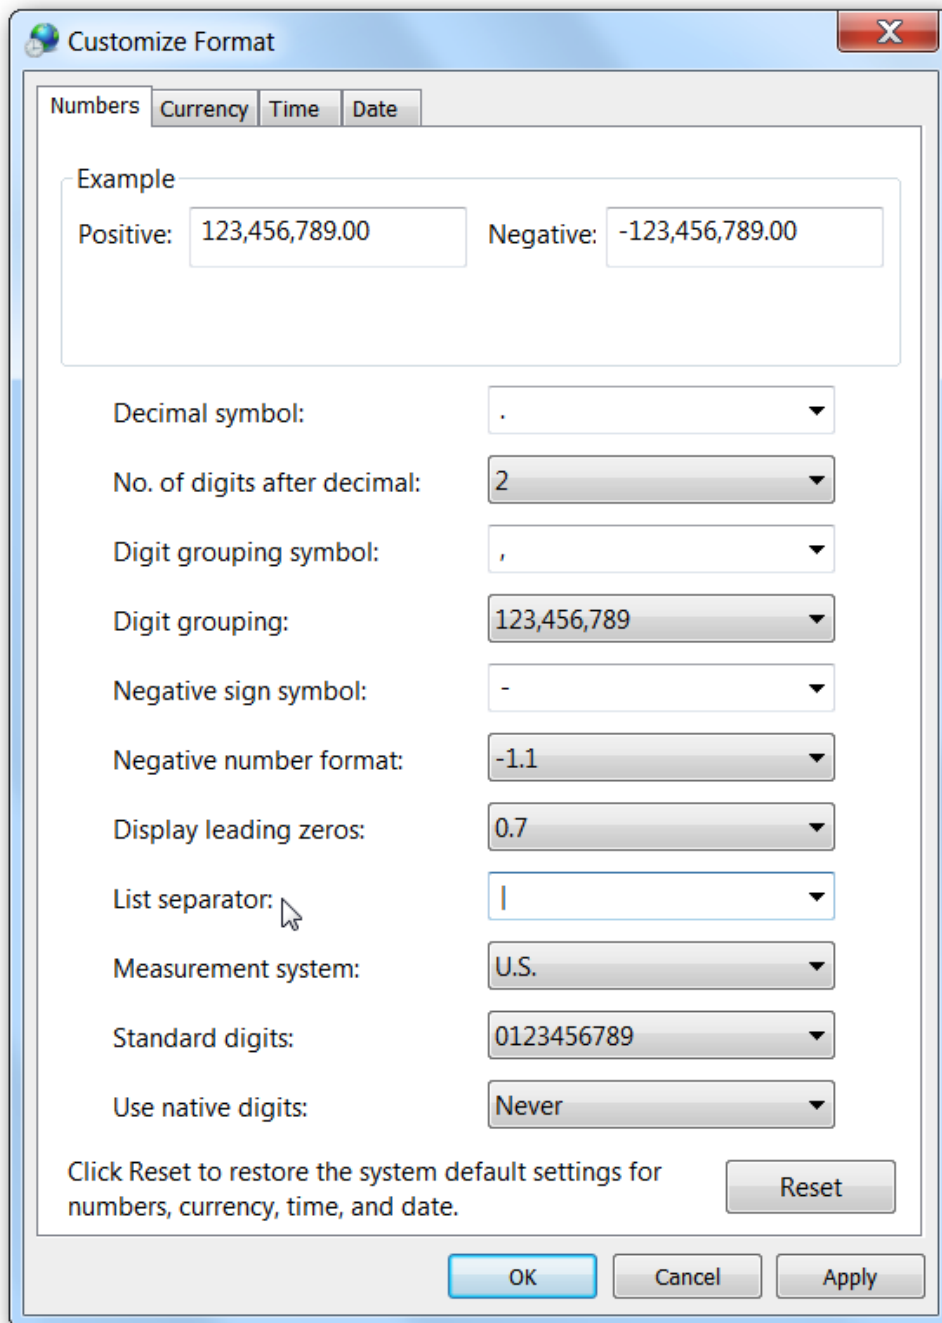 Customize Format
Numbers Currency Time Date
Example
Positive: 123,456,789.00 Negative: -123,456,789.00
Decimal symbol: .
No. of digits after decimal: 2
Digit grouping symbol: ,
Digit grouping: 123,456,789
Negative sign symbol: -
Negative number format: -1.1
Display leading zeros: 0.7
List separator: |
Measurement system: U.S.
Standard digits: 0123456789
Use native digits: Never
Click Reset to restore the system default settings for
numbers, currency, time, and date.
Reset
OK Cancel Apply